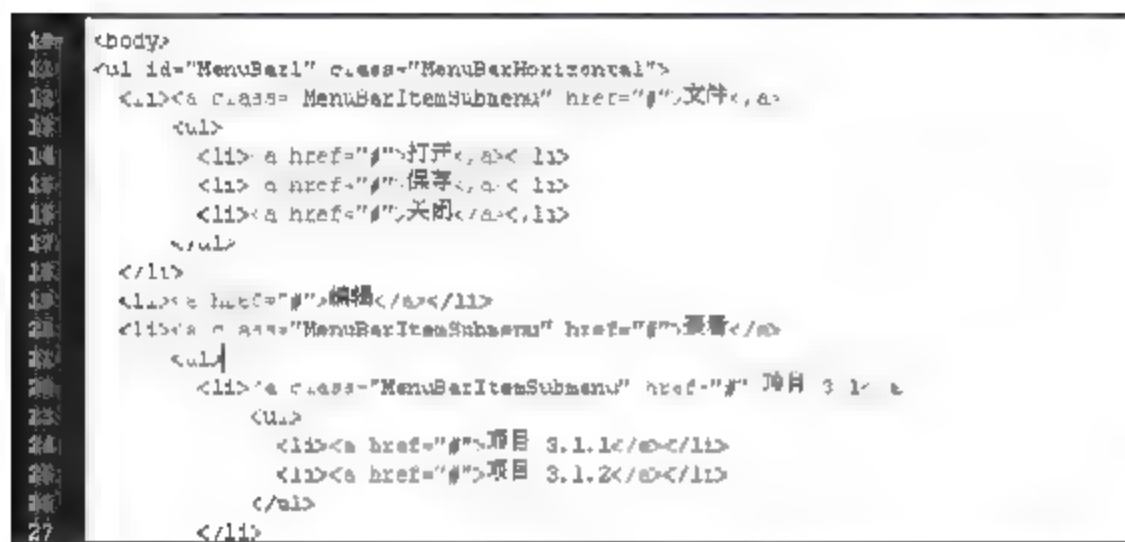 <body>
<ul id="MenuBar1" class="MenuBarHorizontal">
<li><a class="MenuBarItemSubmenu" href="#">文件</a>
<ul>
14 <li><a href="#">打开</a></li>
<li><a href="#">保存</a></li>
<li><a href="#">关闭</a></li>
</ul>
</li>
<li><a href="#">编辑</a></li>
<li><a class="MenuBarItemSubmenu" href="#">查看</a>
<ul>
<li><a class="MenuBarItemSubmenu" href="#">项目 3.1</a>
<ul>
<li><a href="#">项目 3.1.1</a></li>
<li><a href="#">项目 3.1.2</a></li>
</ul>
27 </li>